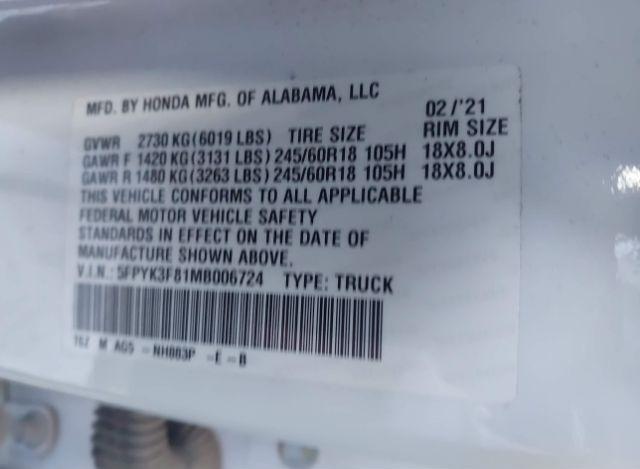 MFD. BY HONDA MFG. OF ALABAMA, LLC 02/'21
GVWR 2730 KG (6019 LBS) TIRE SIZE RIM SIZE
GAWR F 1420 KG (3131 LBS) 245/60R18 105H 18X8.0J
GAWR R 1480 KG (3263 LBS) 245/60R18 105H 18X8.0J
THIS VEHICLE CONFORMS TO ALL APPLICABLE
FEDERAL MOTOR VEHICLE SAFETY
STANDARDS IN EFFECT ON THE DATE OF
MANUFACTURE SHOWN ABOVE.
V.I.N.: 5FPYK3F81MB006724 TYPE: TRUCK
T6Z M AG5 -NH883P -E -B